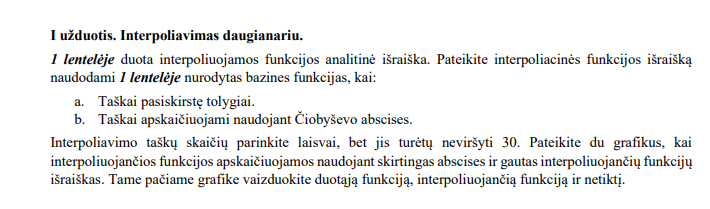 I užduotis. Interpoliavimas daugianariu.
1 lentelėje duota interpoliuojamos funkcijos analitinė išraiška. Pateikite interpoliacinės funkcijos išraišką
naudodami 1 lentelėje nurodytas bazines funkcijas, kai:
a. Taškai pasiskirstę tolygiai.
b. Taškai apskaičiuojami naudojant Čiobyševo abscises.
Interpoliavimo taškų skaičių parinkite laisvai, bet jis turėtų neviršyti 30. Pateikite du grafikus, kai
interpoliuojančios funkcijos apskaičiuojamos naudojant skirtingas abscises ir gautas interpoliuojančių funkcijų
išraiškas. Tame pačiame grafike vaizduokite duotąją funkciją, interpoliuojančią funkciją ir netiktį.